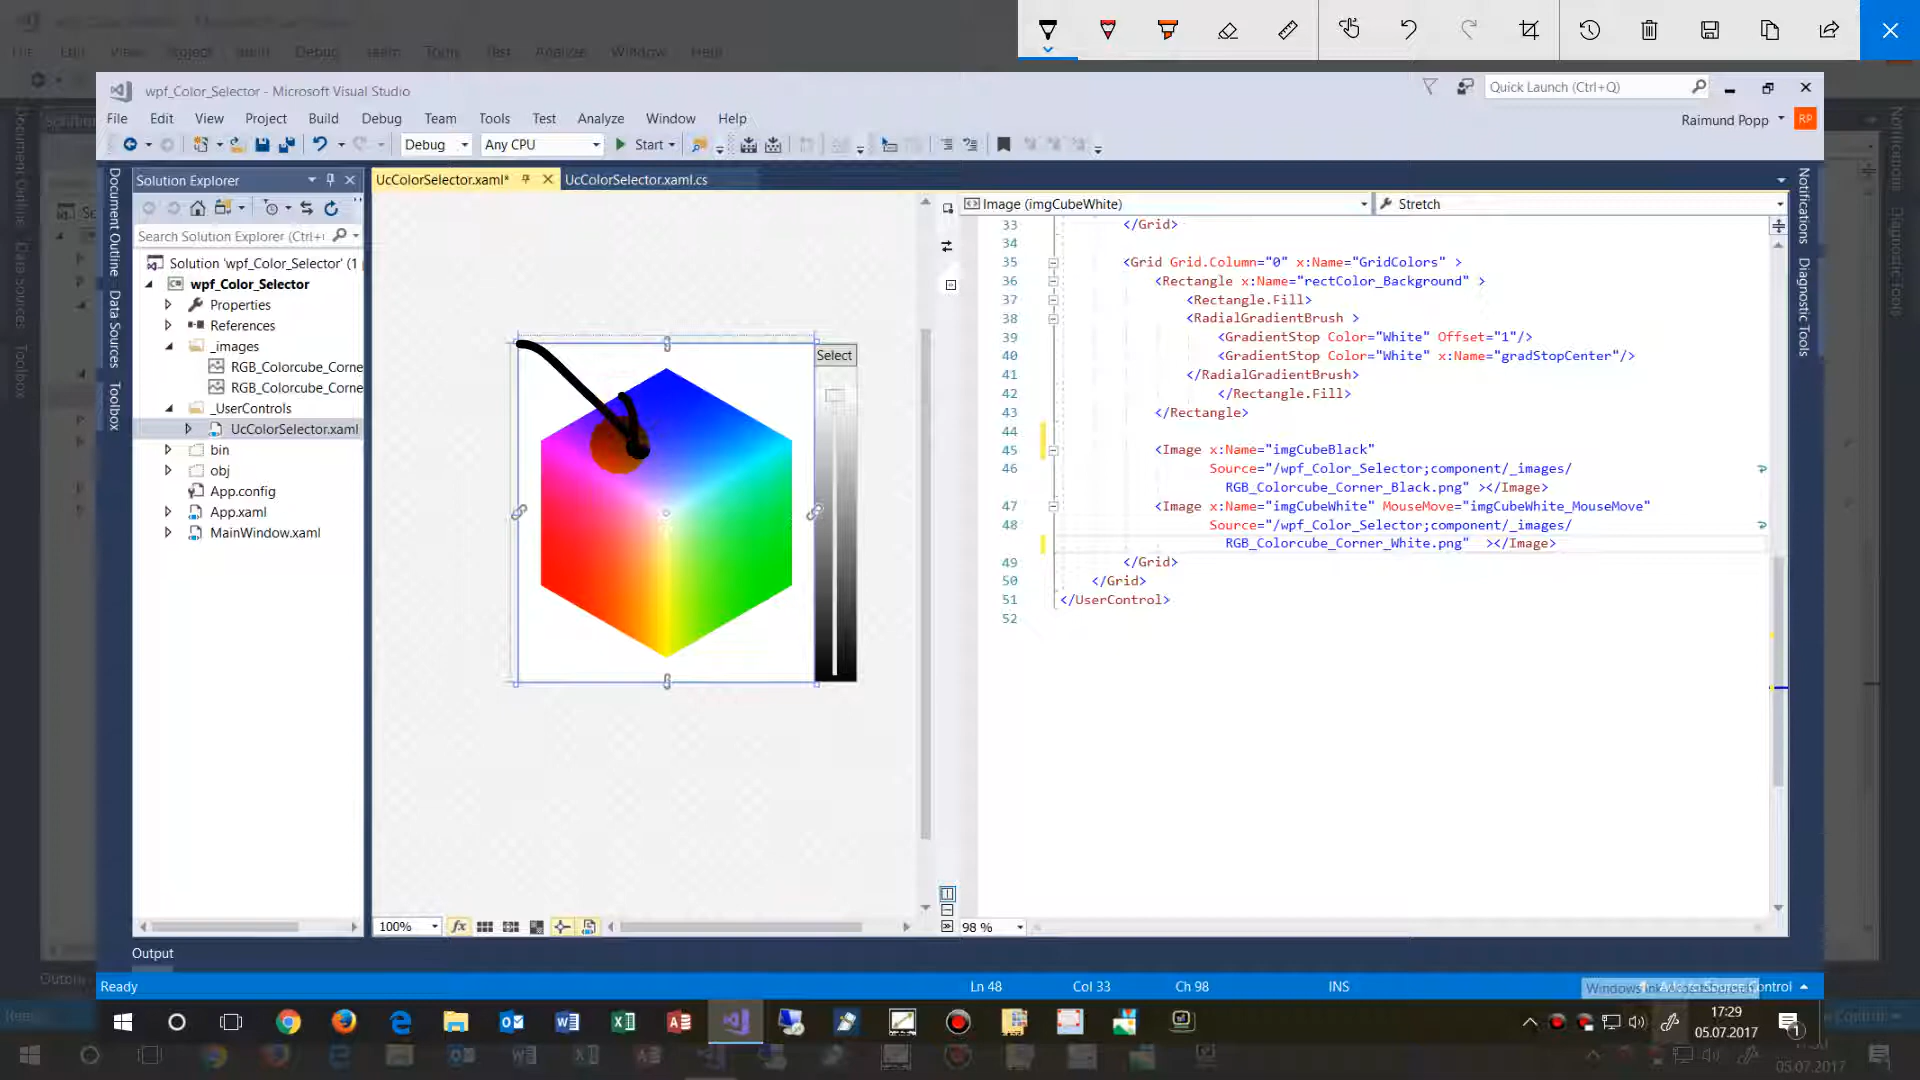 wpf_Color_Selector - Microsoft Visual Studio
Quick Launch (Ctrl+Q)
File Edit View Project Build Debug Team Tools Test Analyze Window Help
Raimund Popp
RP
Debug
Any CPU
Start
Document Outline
Data Sources
Toolbox
Solution Explorer
Search Solution Explorer (Ctrl+
Solution 'wpf_Color_Selector' (1
wpf_Color_Selector
Properties
References
_images
RGB_Colorcube_Corne
RGB_Colorcube_Corne
_UserControls
UcColorSelector.xaml
bin
obj
App.config
App.xaml
MainWindow.xaml
UcColorSelector.xaml*
UcColorSelector.xaml.cs
Select
100%
Image (imgCubeWhite)
Stretch
33 </Grid>
34
35 <Grid Grid.Column="0" x:Name="GridColors" >
36 <Rectangle x:Name="rectColor_Background" >
37 <Rectangle.Fill>
38 <RadialGradientBrush >
39 <GradientStop Color="White" Offset="1"/>
40 <GradientStop Color="White" x:Name="gradStopCenter"/>
41 </RadialGradientBrush>
42 </Rectangle.Fill>
43 </Rectangle>
44
45 <Image x:Name="imgCubeBlack"
46 Source="/wpf_Color_Selector;component/_images/
RGB_Colorcube_Corner_Black.png" ></Image>
47 <Image x:Name="imgCubeWhite" MouseMove="imgCubeWhite_MouseMove"
48 Source="/wpf_Color_Selector;component/_images/
RGB_Colorcube_Corner_White.png" ></Image>
49 </Grid>
50 </Grid>
51 </UserControl>
52
98 %
Notifications
Diagnostic Tools
Output
Ready
Ln 48
Col 33
Ch 98
INS
Control
17:29
05.07.2017
1